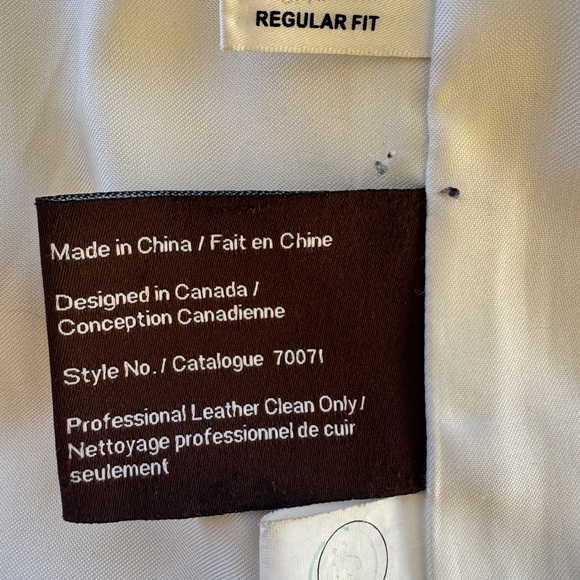 REGULAR FIT
Made in China / Fait en Chine
Designed in Canada /
Conception Canadienne
Style No. / Catalogue 70071
Professional Leather Clean Only /
Nettoyage professionnel de cuir
seulement